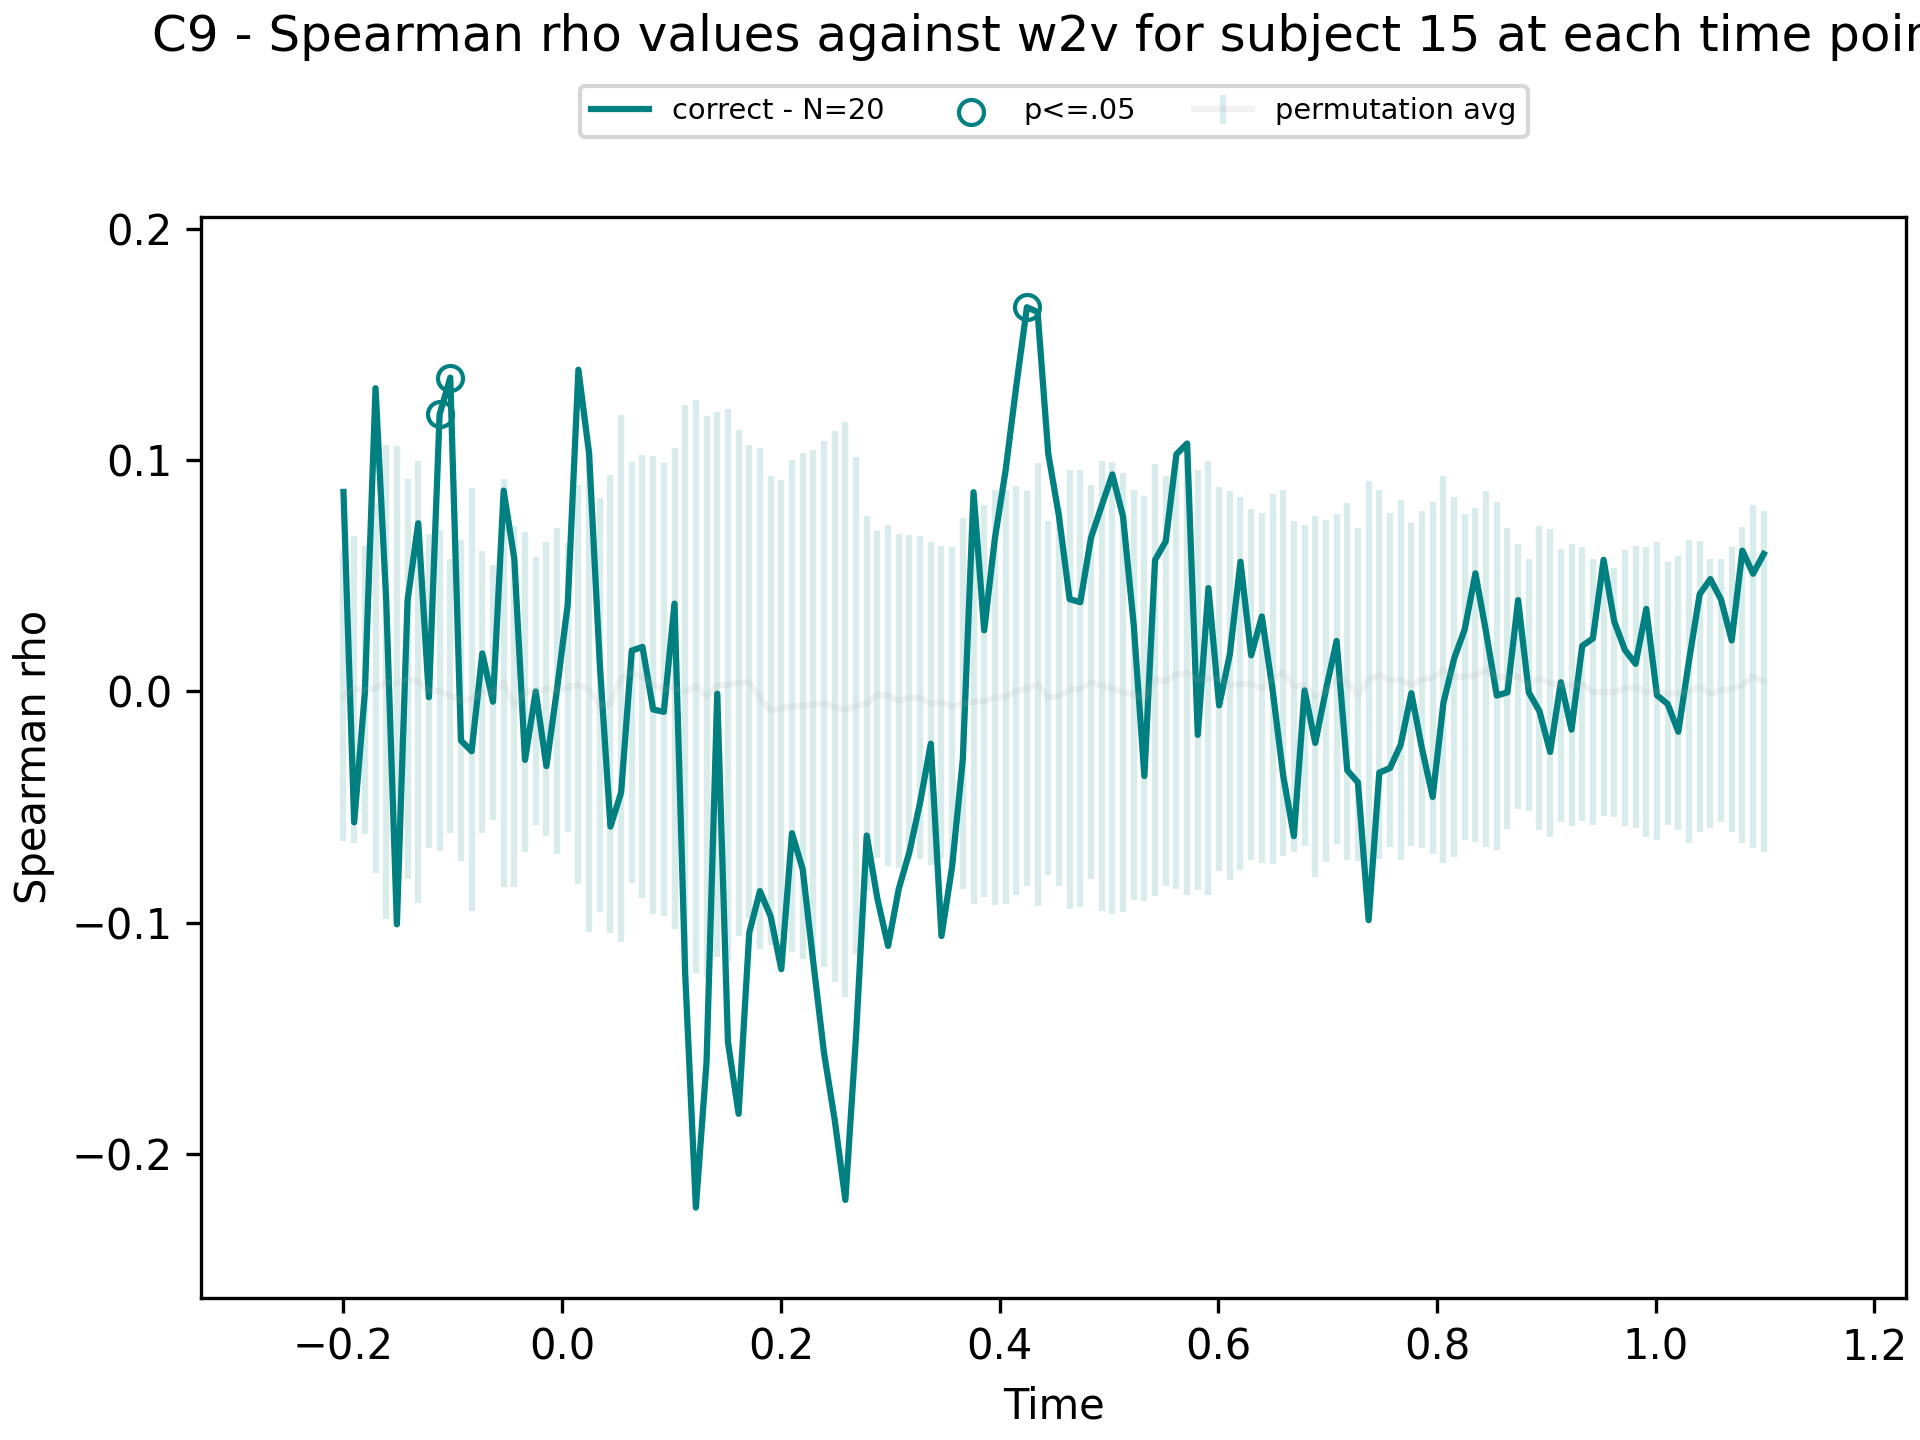 C9 - Spearman rho values against w2v for subject 15 at each time poin
correct - N=20 p<=.05 permutation avg
0.2
0.1
0.0
−0.1
−0.2
Spearman rho
−0.2 0.0 0.2 0.4 0.6 0.8 1.0 1.2
Time